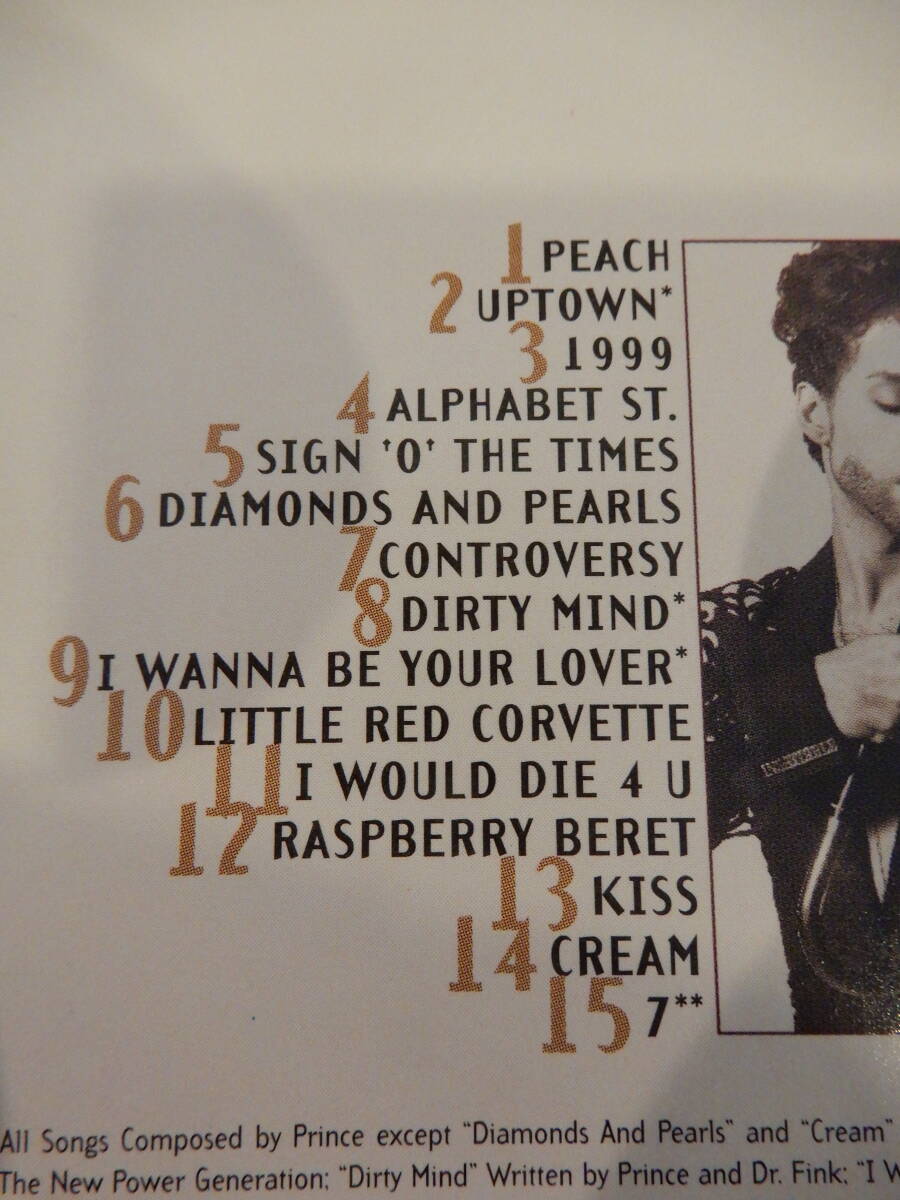 1 PEACH
2 UPTOWN*
3 1999
4 ALPHABET ST.
5 SIGN 'O' THE TIMES
6 DIAMONDS AND PEARLS
7 CONTROVERSY
8 DIRTY MIND*
9 I WANNA BE YOUR LOVER*
10 LITTLE RED CORVETTE
11 I WOULD DIE 4 U
12 RASPBERRY BERET
13 KISS
14 CREAM
15 7**
All Songs Composed by Prince except "Diamonds And Pearls" and "Cream"
The New Power Generation; "Dirty Mind" Written by Prince and Dr. Fink; "I W